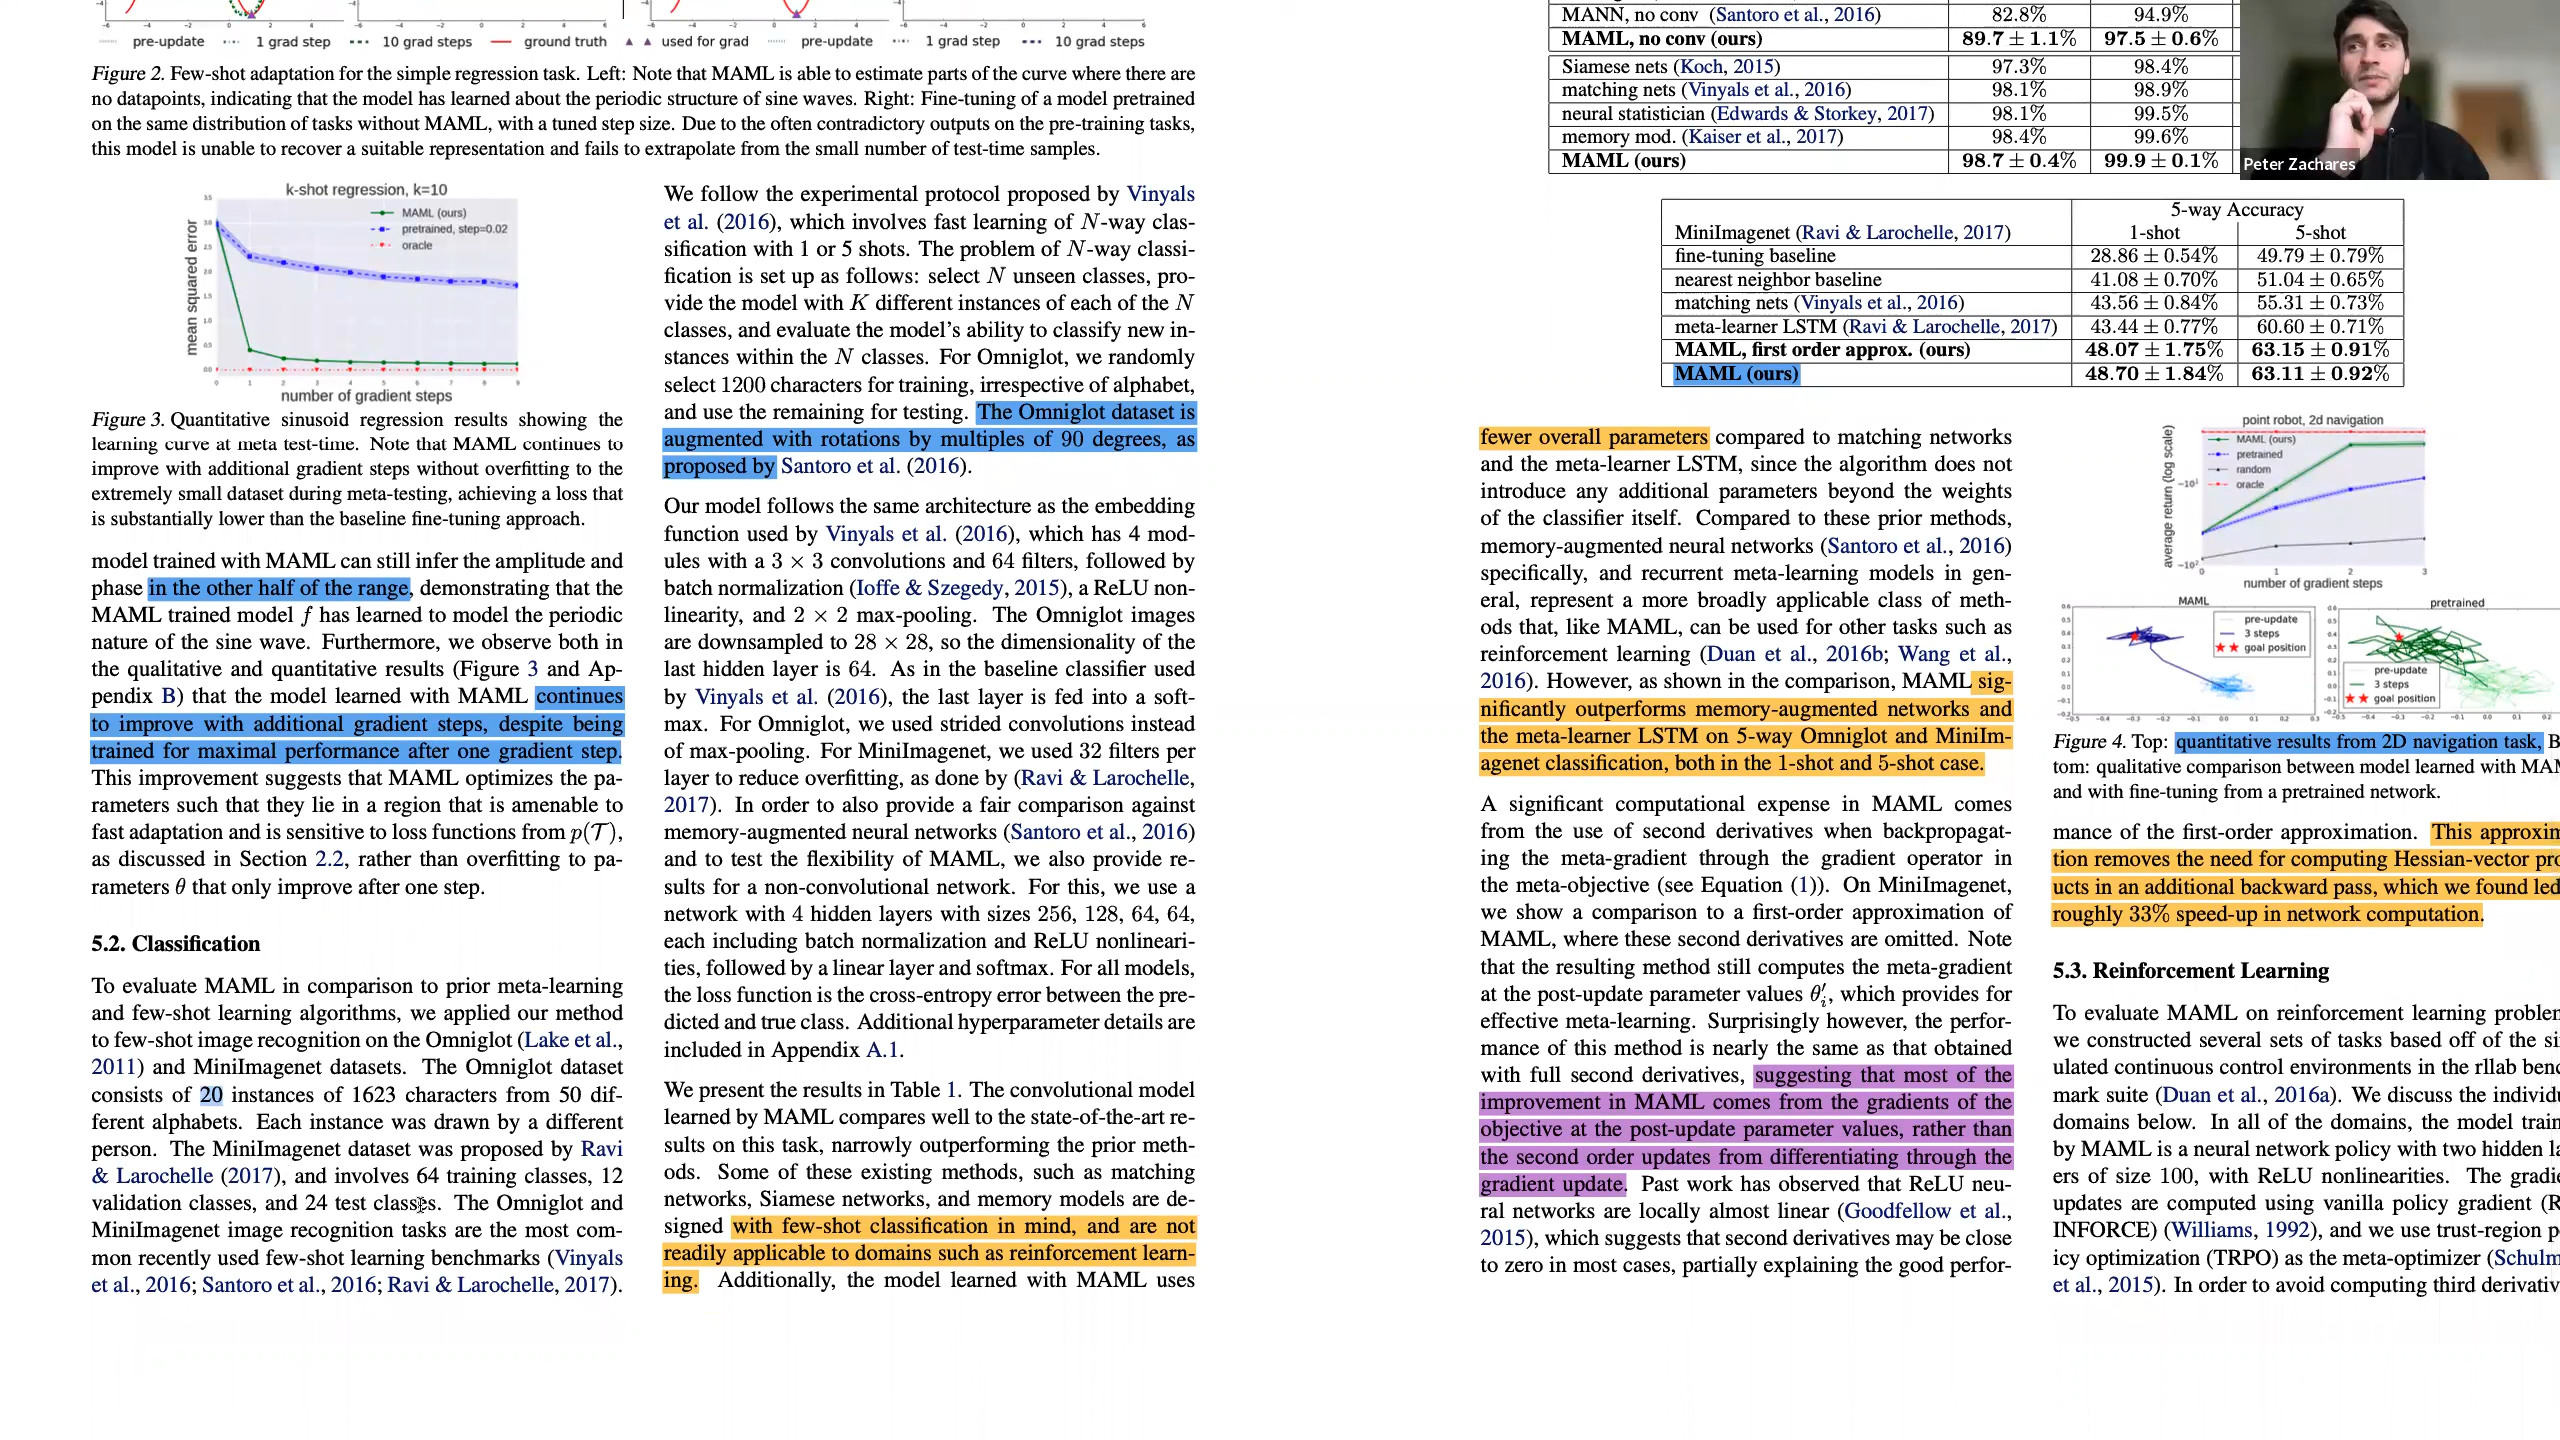 pre-update 1 grad step 10 grad steps ground truth used for grad pre-update 1 grad step 10 grad steps
Figure 2. Few-shot adaptation for the simple regression task. Left: Note that MAML is able to estimate parts of the curve where there are
no datapoints, indicating that the model has learned about the periodic structure of sine waves. Right: Fine-tuning of a model pretrained
on the same distribution of tasks without MAML, with a tuned step size. Due to the often contradictory outputs on the pre-training tasks,
this model is unable to recover a suitable representation and fails to extrapolate from the small number of test-time samples.
k-shot regression, k=10
MAML (ours)
pretrained, step=0.02
oracle
mean squared error
number of gradient steps
Figure 3. Quantitative sinusoid regression results showing the
learning curve at meta test-time. Note that MAML continues to
improve with additional gradient steps without overfitting to the
extremely small dataset during meta-testing, achieving a loss that
is substantially lower than the baseline fine-tuning approach.
model trained with MAML can still infer the amplitude and
phase in the other half of the range, demonstrating that the
MAML trained model f has learned to model the periodic
nature of the sine wave. Furthermore, we observe both in
the qualitative and quantitative results (Figure 3 and Ap-
pendix B) that the model learned with MAML continues
to improve with additional gradient steps, despite being
trained for maximal performance after one gradient step.
This improvement suggests that MAML optimizes the pa-
rameters such that they lie in a region that is amenable to
fast adaptation and is sensitive to loss functions from p(𝒯),
as discussed in Section 2.2, rather than overfitting to pa-
rameters θ that only improve after one step.
5.2. Classification
To evaluate MAML in comparison to prior meta-learning
and few-shot learning algorithms, we applied our method
to few-shot image recognition on the Omniglot (Lake et al.,
2011) and MiniImagenet datasets. The Omniglot dataset
consists of 20 instances of 1623 characters from 50 dif-
ferent alphabets. Each instance was drawn by a different
person. The MiniImagenet dataset was proposed by Ravi
& Larochelle (2017), and involves 64 training classes, 12
validation classes, and 24 test classes. The Omniglot and
MiniImagenet image recognition tasks are the most com-
mon recently used few-shot learning benchmarks (Vinyals
et al., 2016; Santoro et al., 2016; Ravi & Larochelle, 2017).
We follow the experimental protocol proposed by Vinyals
et al. (2016), which involves fast learning of N-way clas-
sification with 1 or 5 shots. The problem of N-way classi-
fication is set up as follows: select N unseen classes, pro-
vide the model with K different instances of each of the N
classes, and evaluate the model's ability to classify new in-
stances within the N classes. For Omniglot, we randomly
select 1200 characters for training, irrespective of alphabet,
and use the remaining for testing. The Omniglot dataset is
augmented with rotations by multiples of 90 degrees, as
proposed by Santoro et al. (2016).
Our model follows the same architecture as the embedding
function used by Vinyals et al. (2016), which has 4 mod-
ules with a 3 × 3 convolutions and 64 filters, followed by
batch normalization (Ioffe & Szegedy, 2015), a ReLU non-
linearity, and 2 × 2 max-pooling. The Omniglot images
are downsampled to 28 × 28, so the dimensionality of the
last hidden layer is 64. As in the baseline classifier used
by Vinyals et al. (2016), the last layer is fed into a soft-
max. For Omniglot, we used strided convolutions instead
of max-pooling. For MiniImagenet, we used 32 filters per
layer to reduce overfitting, as done by (Ravi & Larochelle,
2017). In order to also provide a fair comparison against
memory-augmented neural networks (Santoro et al., 2016)
and to test the flexibility of MAML, we also provide re-
sults for a non-convolutional network. For this, we use a
network with 4 hidden layers with sizes 256, 128, 64, 64,
each including batch normalization and ReLU nonlineari-
ties, followed by a linear layer and softmax. For all models,
the loss function is the cross-entropy error between the pre-
dicted and true class. Additional hyperparameter details are
included in Appendix A.1.
We present the results in Table 1. The convolutional model
learned by MAML compares well to the state-of-the-art re-
sults on this task, narrowly outperforming the prior meth-
ods. Some of these existing methods, such as matching
networks, Siamese networks, and memory models are de-
signed with few-shot classification in mind, and are not
readily applicable to domains such as reinforcement learn-
ing. Additionally, the model learned with MAML uses
MANN, no conv (Santoro et al., 2016) 82.8% 94.9%
MAML, no conv (ours) 89.7 ± 1.1% 97.5 ± 0.6%
Siamese nets (Koch, 2015) 97.3% 98.4%
matching nets (Vinyals et al., 2016) 98.1% 98.9%
neural statistician (Edwards & Storkey, 2017) 98.1% 99.5%
memory mod. (Kaiser et al., 2017) 98.4% 99.6%
MAML (ours) 98.7 ± 0.4% 99.9 ± 0.1%
Peter Zachares
5-way Accuracy
MiniImagenet (Ravi & Larochelle, 2017) 1-shot 5-shot
fine-tuning baseline 28.86 ± 0.54% 49.79 ± 0.79%
nearest neighbor baseline 41.08 ± 0.70% 51.04 ± 0.65%
matching nets (Vinyals et al., 2016) 43.56 ± 0.84% 55.31 ± 0.73%
meta-learner LSTM (Ravi & Larochelle, 2017) 43.44 ± 0.77% 60.60 ± 0.71%
MAML, first order approx. (ours) 48.07 ± 1.75% 63.15 ± 0.91%
MAML (ours) 48.70 ± 1.84% 63.11 ± 0.92%
fewer overall parameters compared to matching networks
and the meta-learner LSTM, since the algorithm does not
introduce any additional parameters beyond the weights
of the classifier itself. Compared to these prior methods,
memory-augmented neural networks (Santoro et al., 2016)
specifically, and recurrent meta-learning models in gen-
eral, represent a more broadly applicable class of meth-
ods that, like MAML, can be used for other tasks such as
reinforcement learning (Duan et al., 2016b; Wang et al.,
2016). However, as shown in the comparison, MAML sig-
nificantly outperforms memory-augmented networks and
the meta-learner LSTM on 5-way Omniglot and MiniIm-
agenet classification, both in the 1-shot and 5-shot case.
A significant computational expense in MAML comes
from the use of second derivatives when backpropagat-
ing the meta-gradient through the gradient operator in
the meta-objective (see Equation (1)). On MiniImagenet,
we show a comparison to a first-order approximation of
MAML, where these second derivatives are omitted. Note
that the resulting method still computes the meta-gradient
at the post-update parameter values θ′i, which provides for
effective meta-learning. Surprisingly however, the perfor-
mance of this method is nearly the same as that obtained
with full second derivatives, suggesting that most of the
improvement in MAML comes from the gradients of the
objective at the post-update parameter values, rather than
the second order updates from differentiating through the
gradient update. Past work has observed that ReLU neu-
ral networks are locally almost linear (Goodfellow et al.,
2015), which suggests that second derivatives may be close
to zero in most cases, partially explaining the good perfor-
point robot, 2d navigation
MAML (ours)
pretrained
random
oracle
average return (log scale)
number of gradient steps
MAML
pre-update
3 steps
goal position
pretrained
pre-update
3 steps
goal position
Figure 4. Top: quantitative results from 2D navigation task, B
tom: qualitative comparison between model learned with MAM
and with fine-tuning from a pretrained network.
mance of the first-order approximation. This approxim
tion removes the need for computing Hessian-vector pro
ucts in an additional backward pass, which we found led
roughly 33% speed-up in network computation.
5.3. Reinforcement Learning
To evaluate MAML on reinforcement learning problem
we constructed several sets of tasks based off of the si
ulated continuous control environments in the rllab benc
mark suite (Duan et al., 2016a). We discuss the individu
domains below. In all of the domains, the model train
by MAML is a neural network policy with two hidden la
ers of size 100, with ReLU nonlinearities. The gradie
updates are computed using vanilla policy gradient (R
INFORCE) (Williams, 1992), and we use trust-region p
icy optimization (TRPO) as the meta-optimizer (Schulm
et al., 2015). In order to avoid computing third derivativ